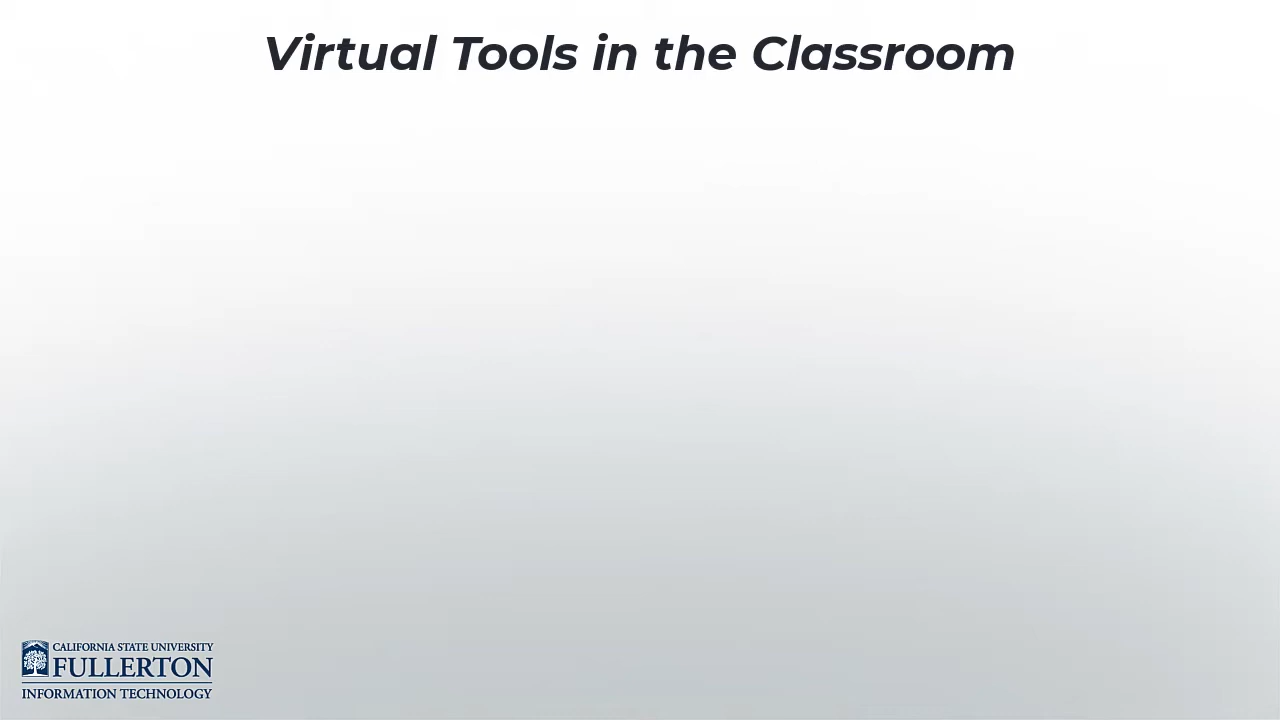 Virtual Tools in the Classroom
CALIFORNIA STATE UNIVERSITY
FULLERTON
INFORMATION TECHNOLOGY